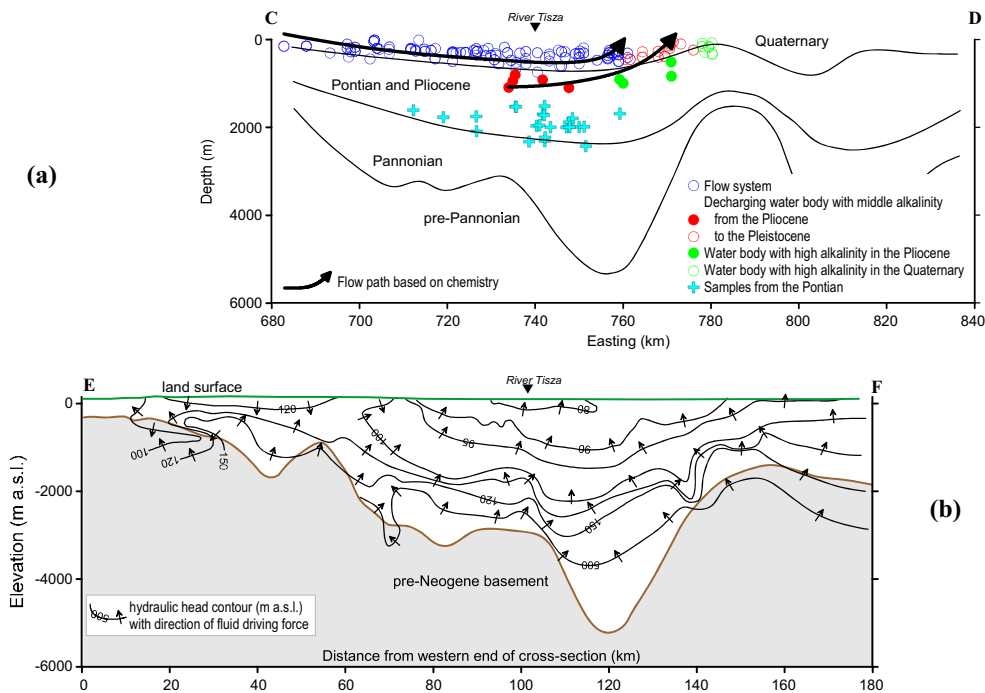 C
D
River Tisza
(a)
Depth (m)
0
2000
4000
6000
Quaternary
Pontian and Pliocene
Pannonian
pre-Pannonian
Flow system
Decharging water body with middle alkalinity
from the Pliocene
to the Pleistocene
Water body with high alkalinity in the Pliocene
Water body with high alkalinity in the Quaternary
Samples from the Pontian
Flow path based on chemistry
680 700 720 740 760 780 800 820 840
Easting (km)
E
F
land surface
River Tisza
(b)
Elevation (m a.s.l.)
0
-2000
-4000
-6000
120
80
100
95
90
100
120
150
120
150
500
pre-Neogene basement
500
hydraulic head contour (m a.s.l.)
with direction of fluid driving force
Distance from western end of cross-section (km)
0 20 40 60 80 100 120 140 160 180